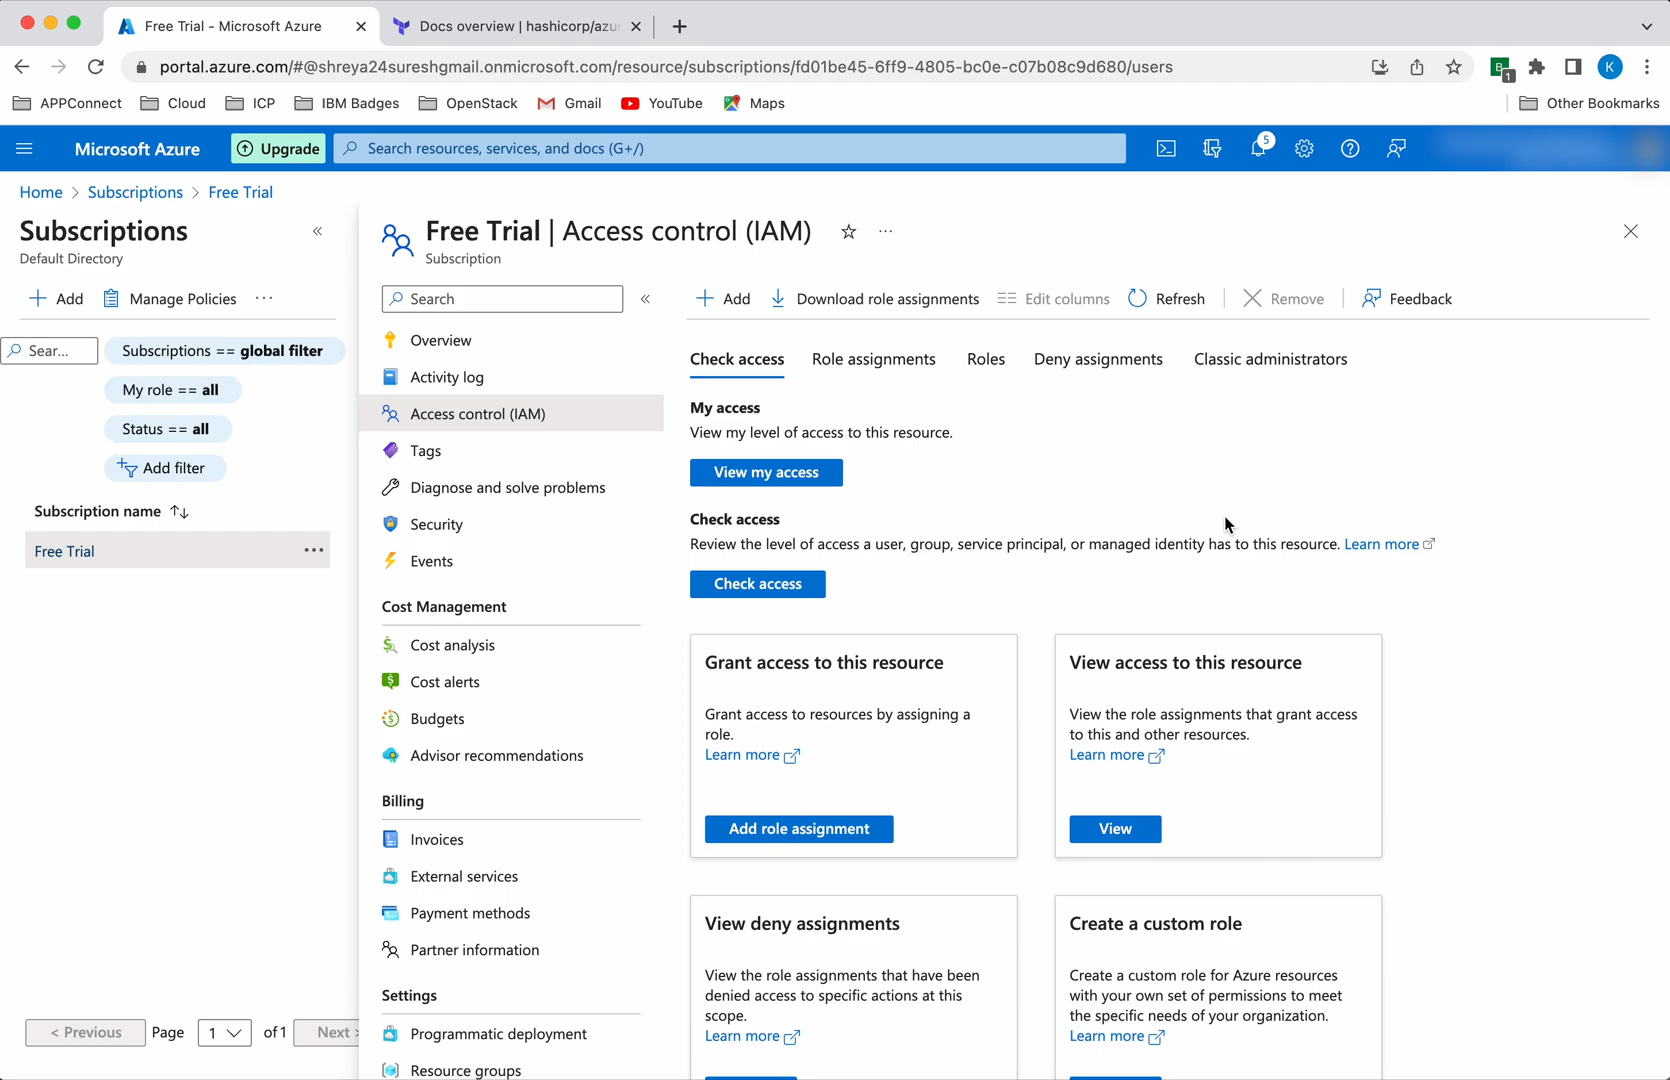 Free Trial - Microsoft Azure
Docs overview | hashicorp/azu
portal.azure.com/#@shreya24sureshgmail.onmicrosoft.com/resource/subscriptions/fd01be45-6ff9-4805-bc0e-c07b08c9d680/users
1
K
APPConnect
Cloud
ICP
IBM Badges
OpenStack
Gmail
YouTube
Maps
Other Bookmarks
Microsoft Azure
Upgrade
Search resources, services, and docs (G+/)
5
Home > Subscriptions > Free Trial
Subscriptions
Default Directory
Add
Manage Policies
Sear...
Subscriptions == global filter
My role == all
Status == all
Add filter
Subscription name
Free Trial
< Previous
Page
1
of 1
Next >
Free Trial | Access control (IAM)
Subscription
Search
Overview
Activity log
Access control (IAM)
Tags
Diagnose and solve problems
Security
Events
Cost Management
Cost analysis
Cost alerts
Budgets
Advisor recommendations
Billing
Invoices
External services
Payment methods
Partner information
Settings
Programmatic deployment
Resource groups
Add
Download role assignments
Edit columns
Refresh
Remove
Feedback
Check access
Role assignments
Roles
Deny assignments
Classic administrators
My access
View my level of access to this resource.
View my access
Check access
Review the level of access a user, group, service principal, or managed identity has to this resource. Learn more
Check access
Grant access to this resource
Grant access to resources by assigning a
role.
Learn more
Add role assignment
View access to this resource
View the role assignments that grant access
to this and other resources.
Learn more
View
View deny assignments
View the role assignments that have been
denied access to specific actions at this
scope.
Learn more
Create a custom role
Create a custom role for Azure resources
with your own set of permissions to meet
the specific needs of your organization.
Learn more